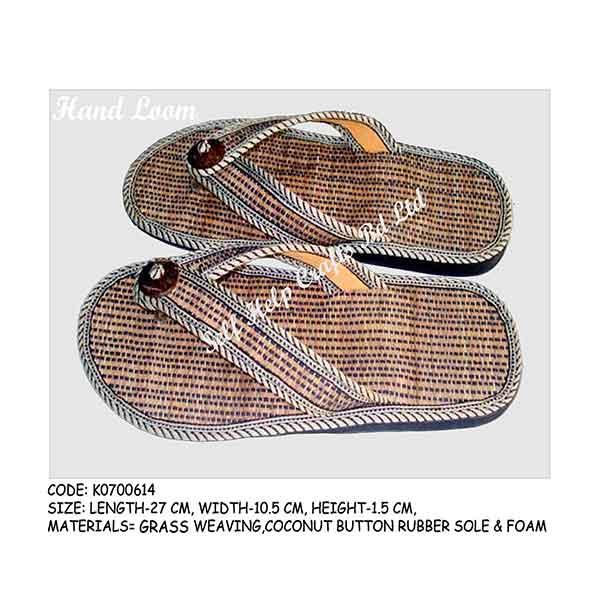 Hand Loom
Self Help Crafts Bd Ltd
CODE: K0700614
SIZE: LENGTH-27 CM, WIDTH-10.5 CM, HEIGHT-1.5 CM,
MATERIALS= GRASS WEAVING,COCONUT BUTTON RUBBER SOLE & FOAM